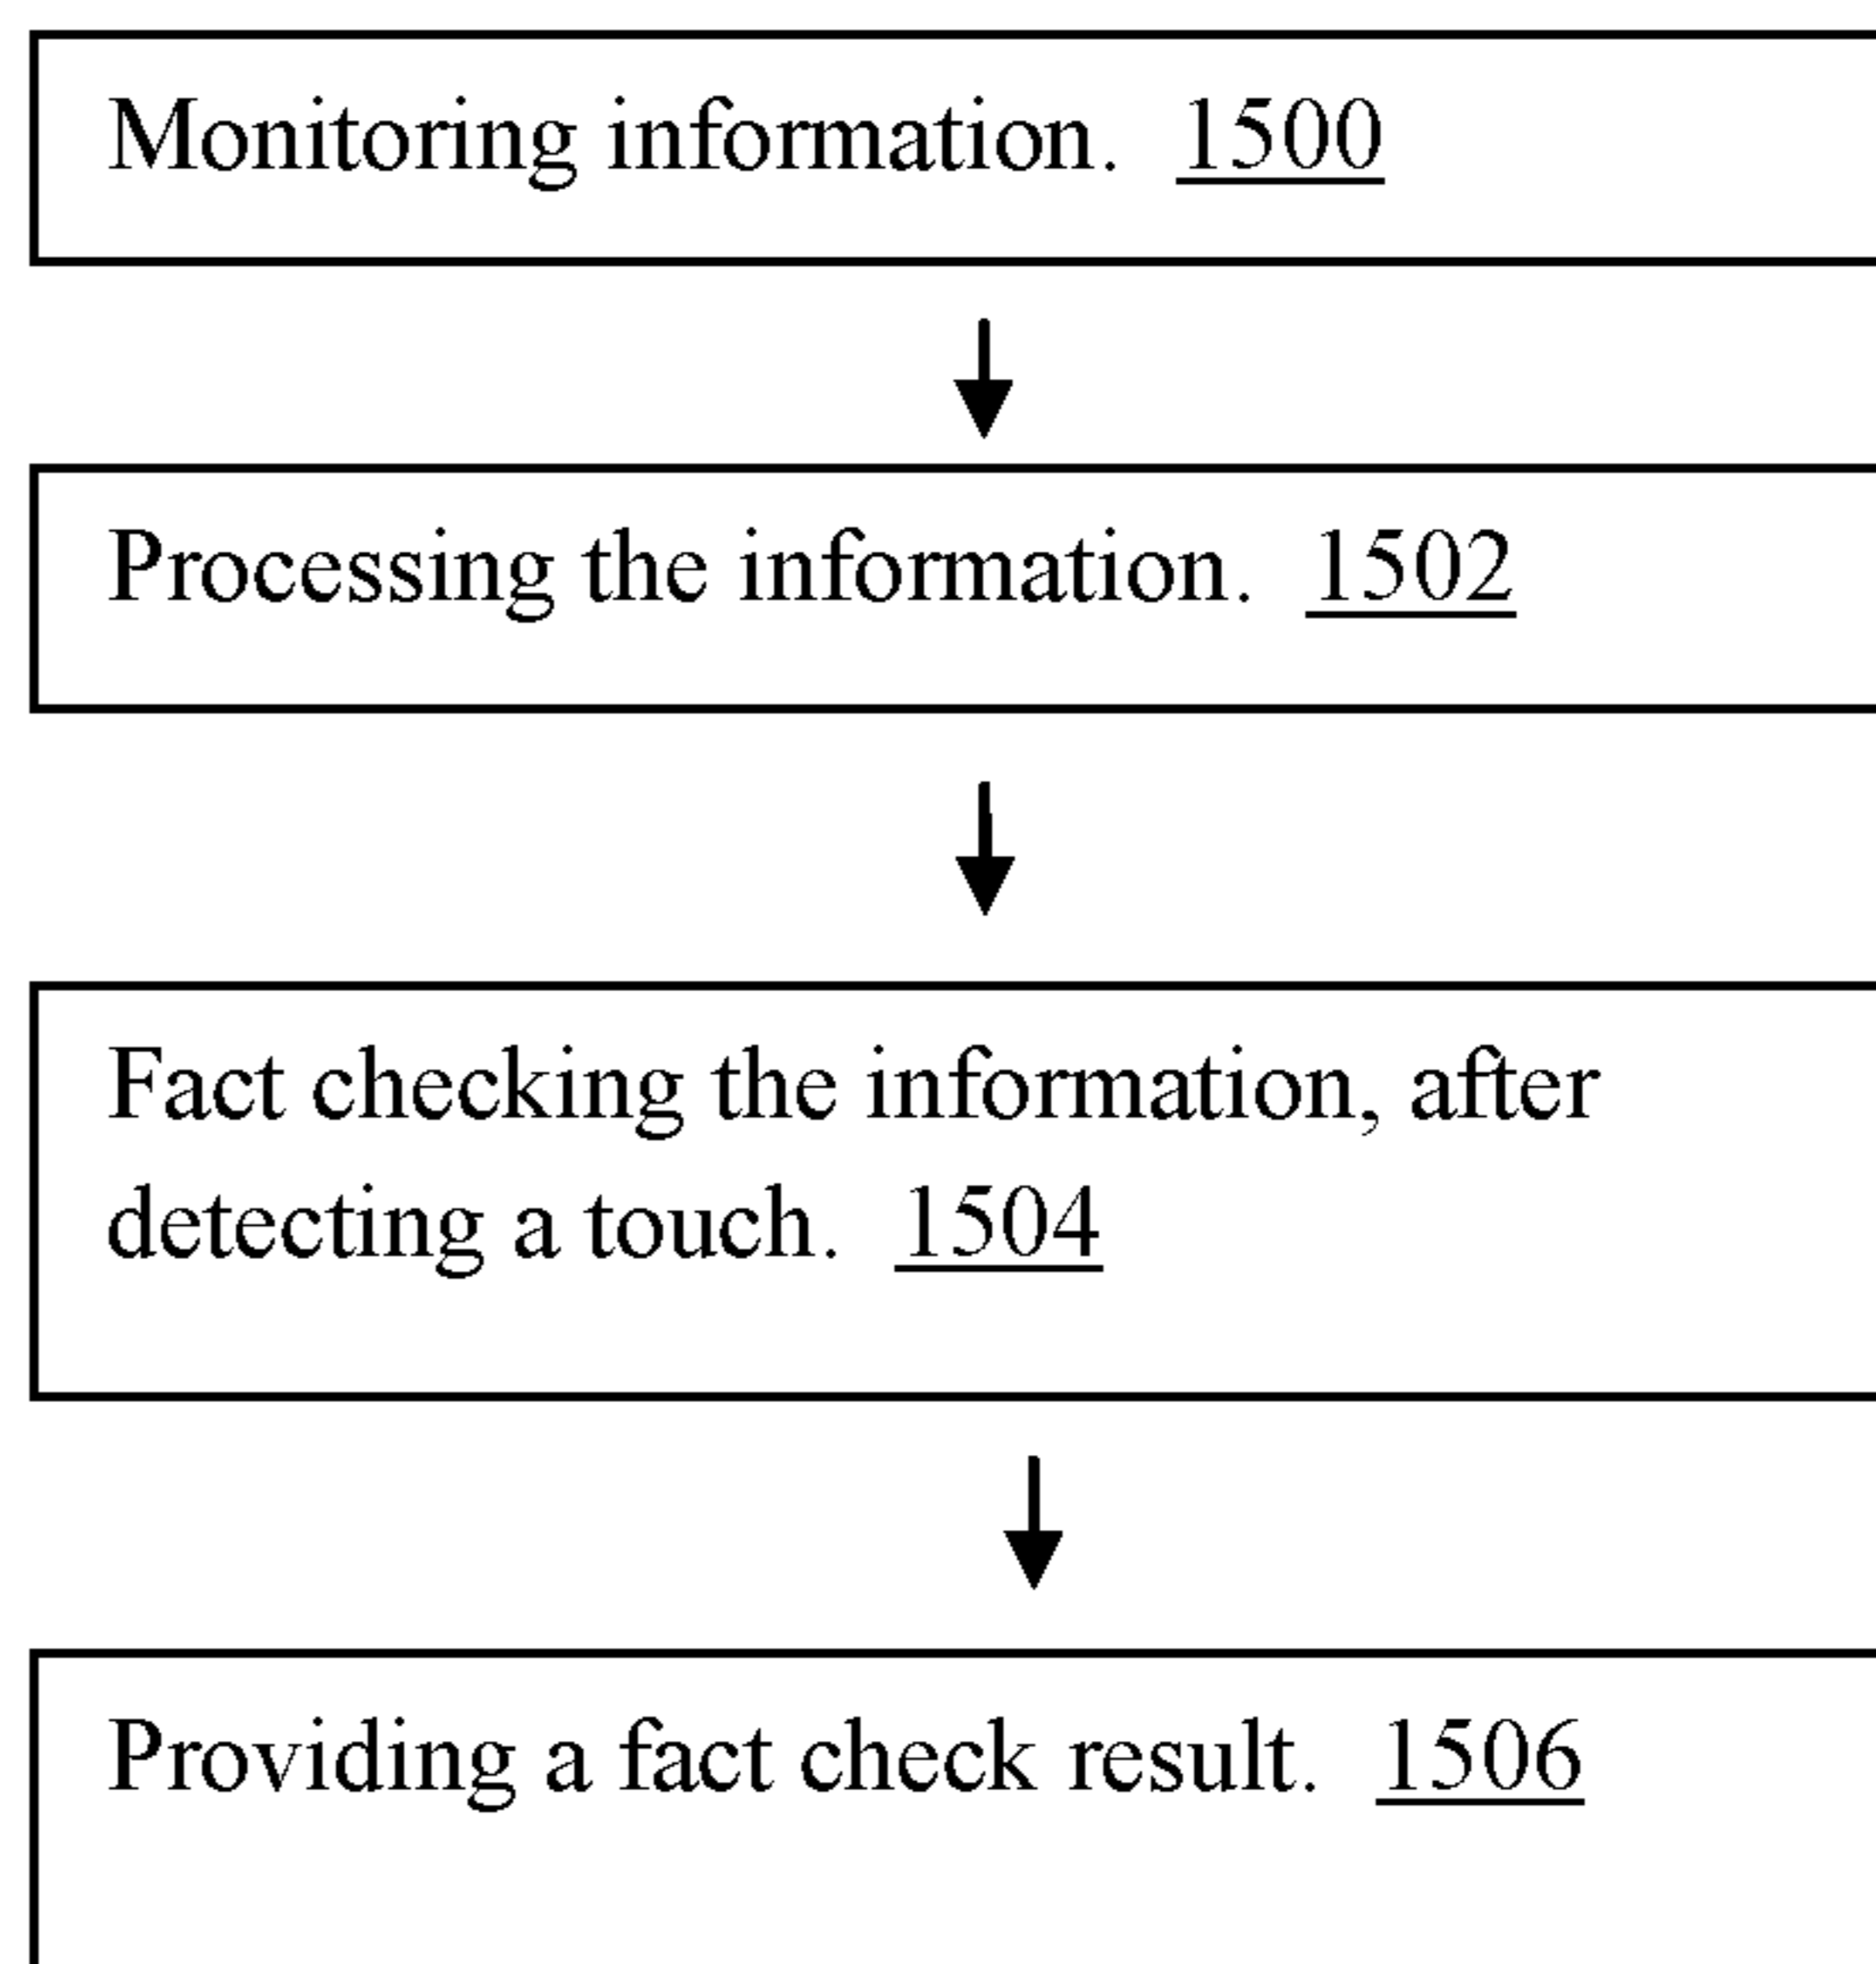 Monitoring information. 1500
Processing the information. 1502
Fact checking the information, after
detecting a touch. 1504
Providing a fact check result. 1506